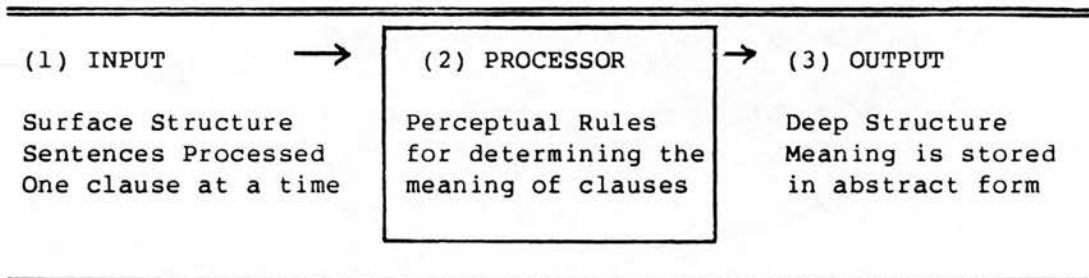 (1) INPUT → (2) PROCESSOR → (3) OUTPUT
Surface Structure Perceptual Rules Deep Structure
Sentences Processed for determining the Meaning is stored
One clause at a time meaning of clauses in abstract form